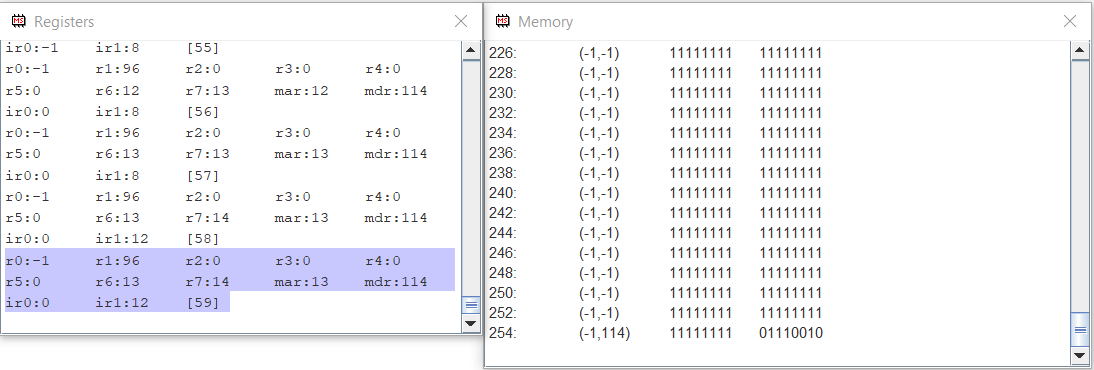 Registers
ir0:-1 ir1:8 [55]
r0:-1 r1:96 r2:0 r3:0 r4:0
r5:0 r6:12 r7:13 mar:12 mdr:114
ir0:0 ir1:8 [56]
r0:-1 r1:96 r2:0 r3:0 r4:0
r5:0 r6:13 r7:13 mar:13 mdr:114
ir0:0 ir1:8 [57]
r0:-1 r1:96 r2:0 r3:0 r4:0
r5:0 r6:13 r7:14 mar:13 mdr:114
ir0:0 ir1:12 [58]
r0:-1 r1:96 r2:0 r3:0 r4:0
r5:0 r6:13 r7:14 mar:13 mdr:114
ir0:0 ir1:12 [59]
Memory
226: (-1,-1) 11111111 11111111
228: (-1,-1) 11111111 11111111
230: (-1,-1) 11111111 11111111
232: (-1,-1) 11111111 11111111
234: (-1,-1) 11111111 11111111
236: (-1,-1) 11111111 11111111
238: (-1,-1) 11111111 11111111
240: (-1,-1) 11111111 11111111
242: (-1,-1) 11111111 11111111
244: (-1,-1) 11111111 11111111
246: (-1,-1) 11111111 11111111
248: (-1,-1) 11111111 11111111
250: (-1,-1) 11111111 11111111
252: (-1,-1) 11111111 11111111
254: (-1,114) 11111111 01110010